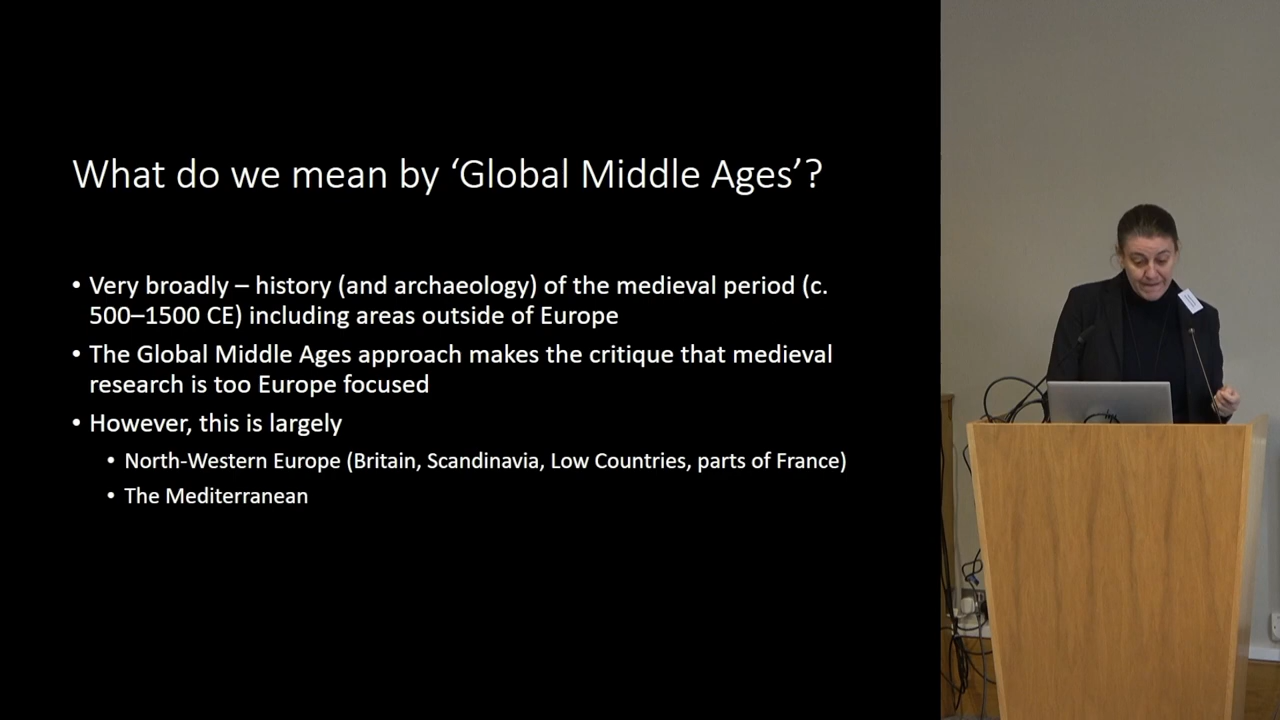 What do we mean by ‘Global Middle Ages’?
• Very broadly – history (and archaeology) of the medieval period (c.
500–1500 CE) including areas outside of Europe
• The Global Middle Ages approach makes the critique that medieval
research is too Europe focused
• However, this is largely
• North-Western Europe (Britain, Scandinavia, Low Countries, parts of France)
• The Mediterranean